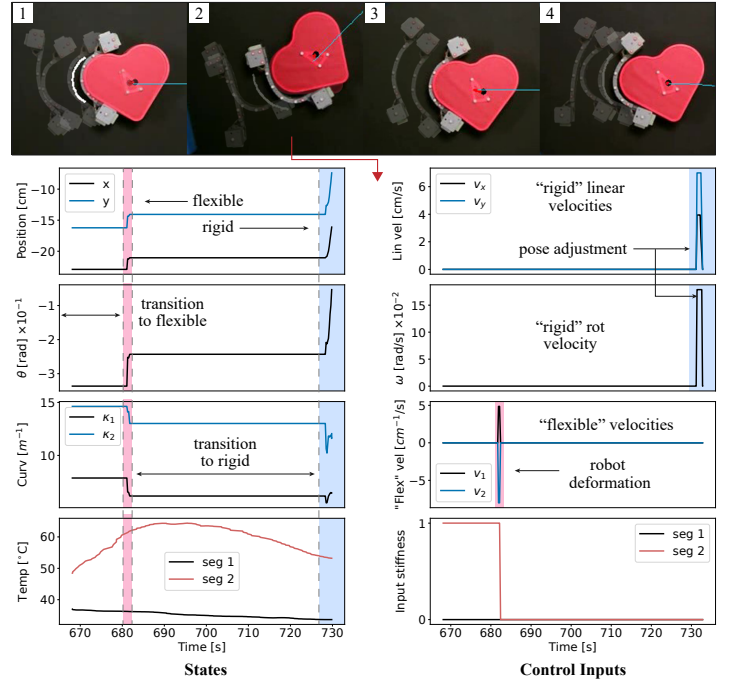 1
2
3
4
x
y
flexible
rigid
Position [cm]
−10
−15
−20
transition
to flexible
θ [rad] ×10⁻¹
−1
−2
−3
κ₁
κ₂
transition
to rigid
Curv [m⁻¹]
15
10
seg 1
seg 2
Temp [°C]
60
50
40
670 680 690 700 710 720 730
Time [s]
States
vₓ
v_y
"rigid" linear
velocities
pose adjustment
Lin vel [cm/s]
6
4
2
0
"rigid" rot
velocity
ω [rad/s] ×10⁻²
15
10
5
0
"flexible" velocities
robot
deformation
v₁
v₂
"Flex" vel [cm⁻¹/s]
5
0
−5
seg 1
seg 2
Input stiffness
1
0
670 680 690 700 710 720 730
Time [s]
Control Inputs